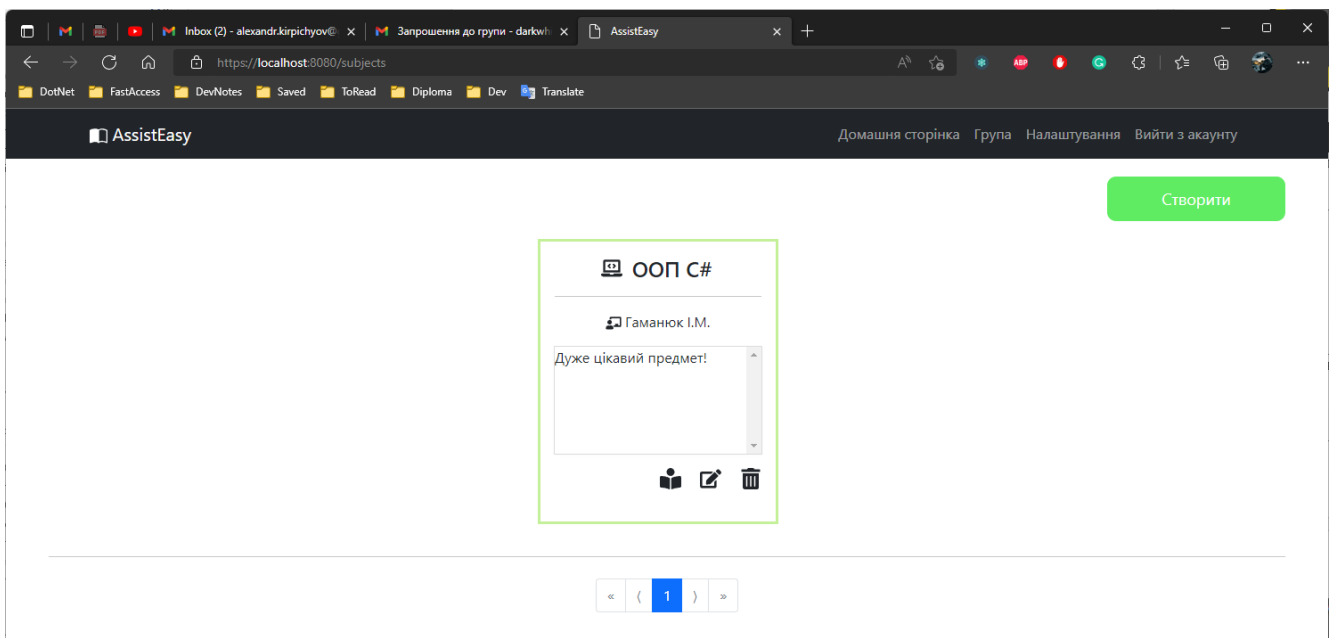 Inbox (2) - alexandr.kirpichyov@
Запрошення до групи - darkwh
AssistEasy
https://localhost:8080/subjects
DotNet FastAccess DevNotes Saved ToRead Diploma Dev Translate
AssistEasy
Домашня сторінка Група Налаштування Вийти з акаунту
Створити
ООП C#
Гаманюк І.М.
Дуже цікавий предмет!
« ⟨ 1 ⟩ »